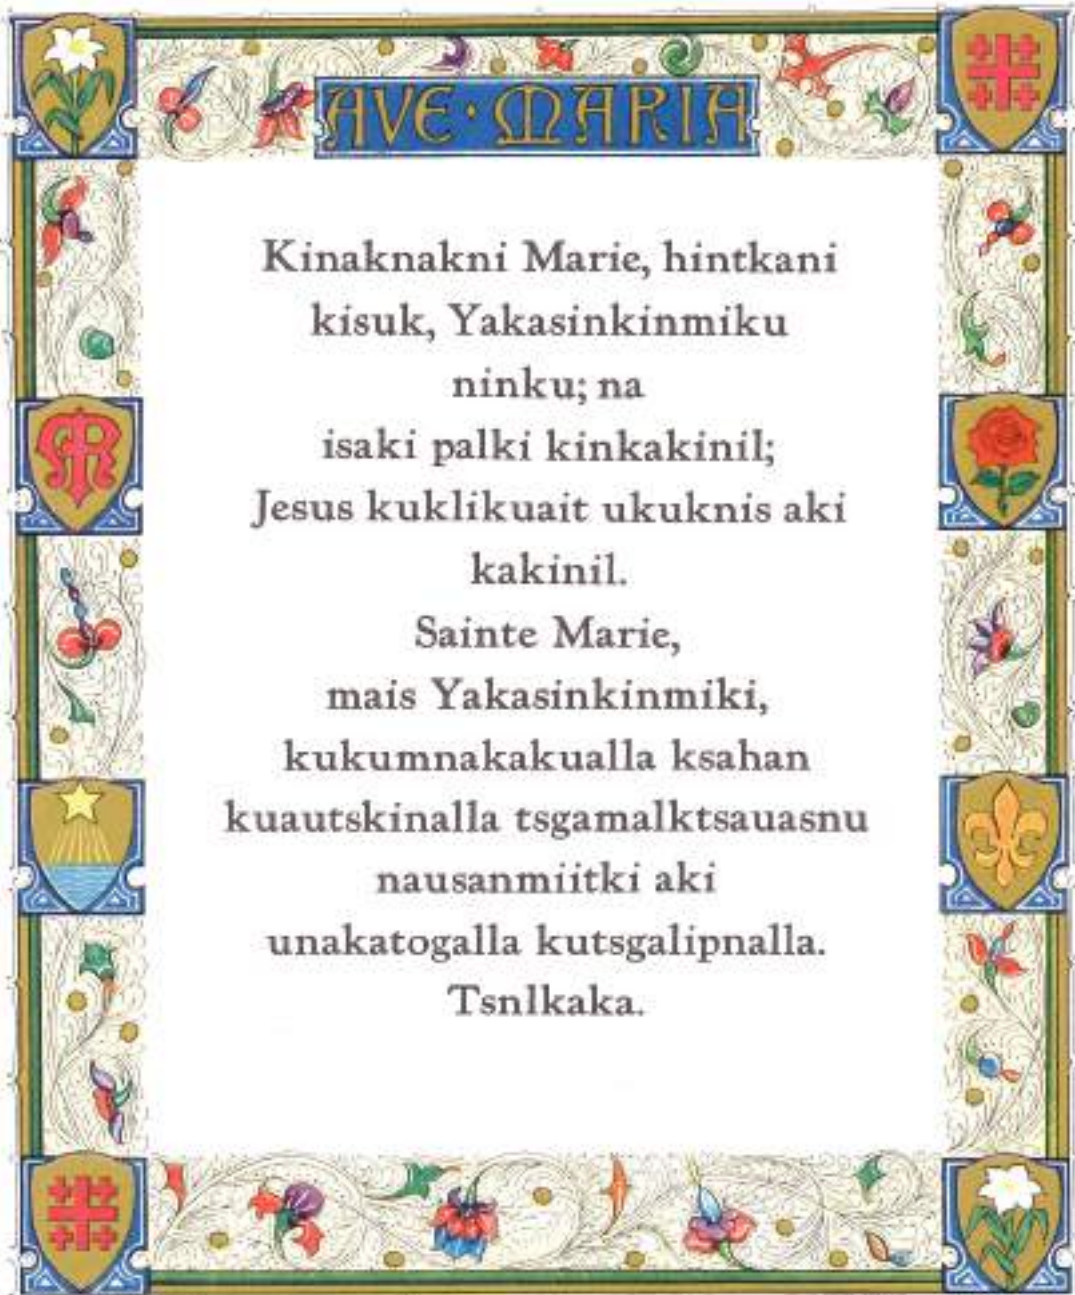 AVE · MARIA
Kinaknakni Marie, hintkani
kisuk, Yakasinkinmiku
ninku; na
isaki palki kinkakinil;
Jesus kuklikuait ukuknis aki
kakinil.
Sainte Marie,
mais Yakasinkinmiki,
kukumnakakualla ksahan
kuautskinalla tsgamalktsauasnu
nausanmiitki aki
unakatogalla kutsgalipnalla.
Tsnlkaka.